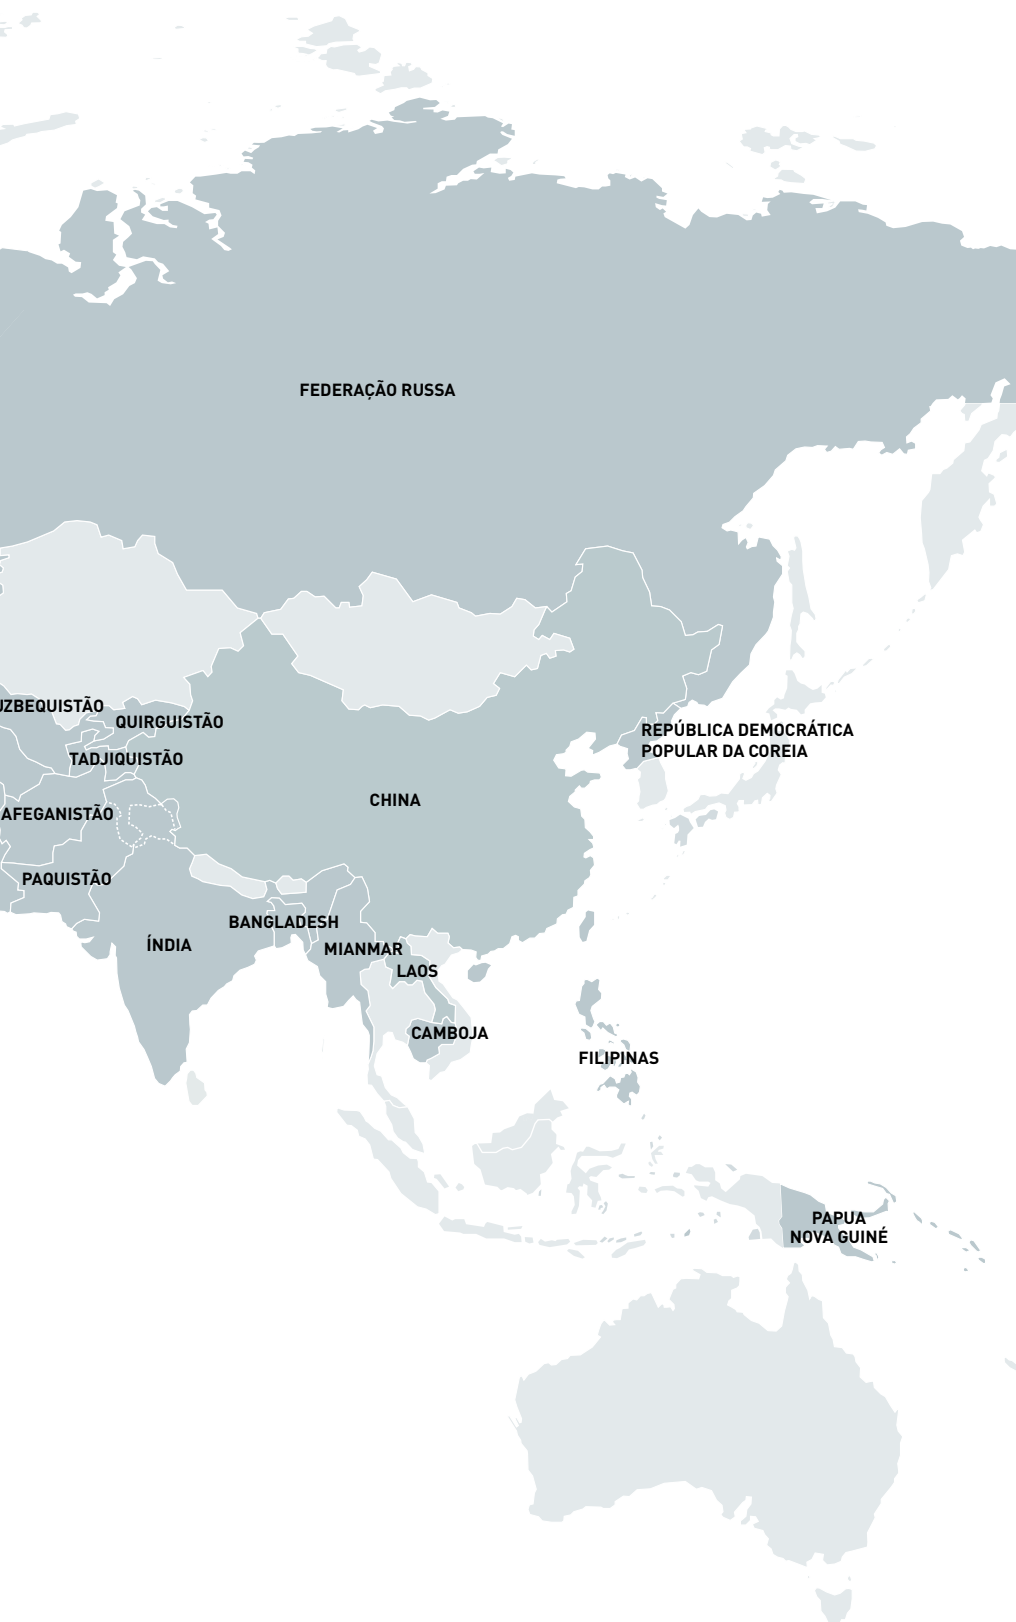 FEDERAÇÃO RUSSA
UZBEQUISTÃO
QUIRGUISTÃO
REPÚBLICA DEMOCRÁTICA
POPULAR DA COREIA
TADJIQUISTÃO
CHINA
AFEGANISTÃO
PAQUISTÃO
BANGLADESH
ÍNDIA
MIANMAR
LAOS
CAMBOJA
FILIPINAS
PAPUA
NOVA GUINÉ